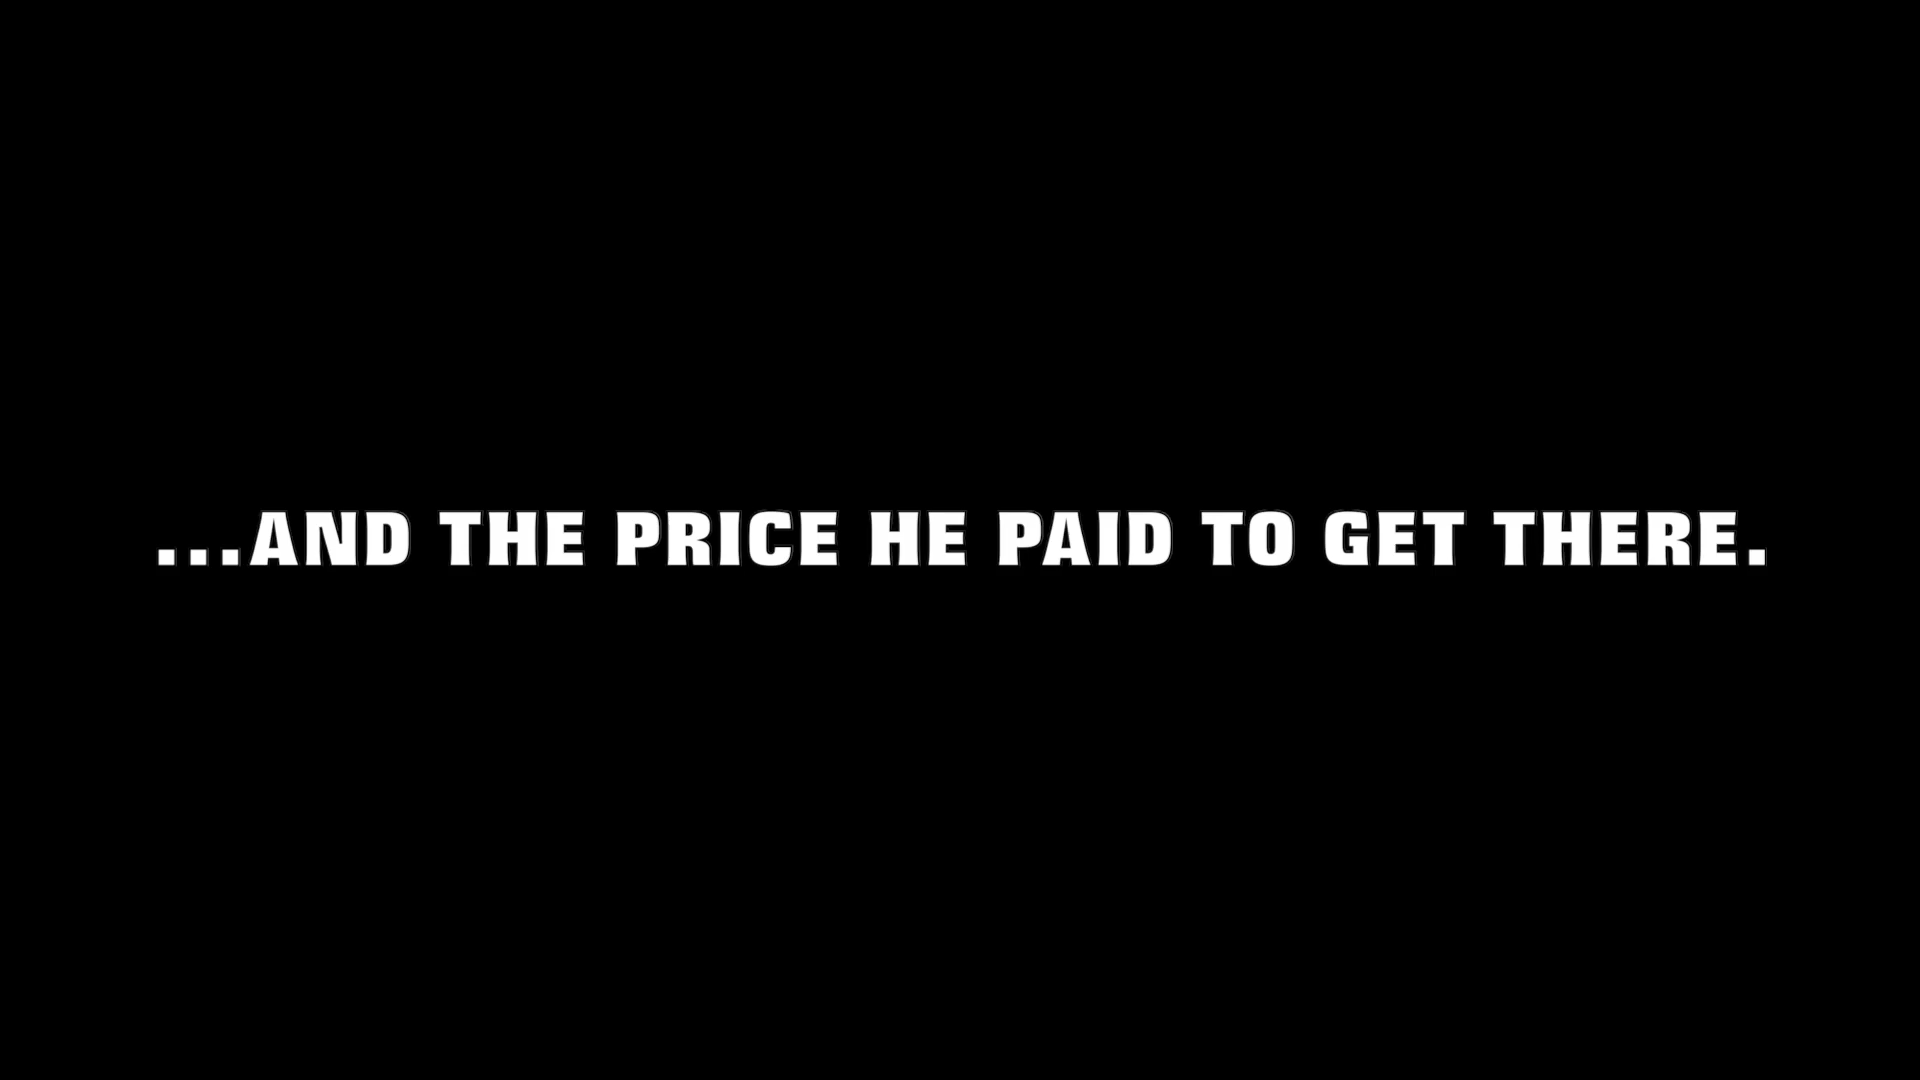 ...AND THE PRICE HE PAID TO GET THERE.